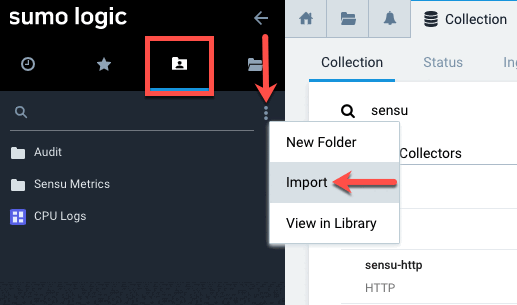 sumo logic
Audit
Sensu Metrics
CPU Logs
New Folder
Import
View in Library
Collection
Collection Status
sensu
Collectors
sensu-http
HTTP